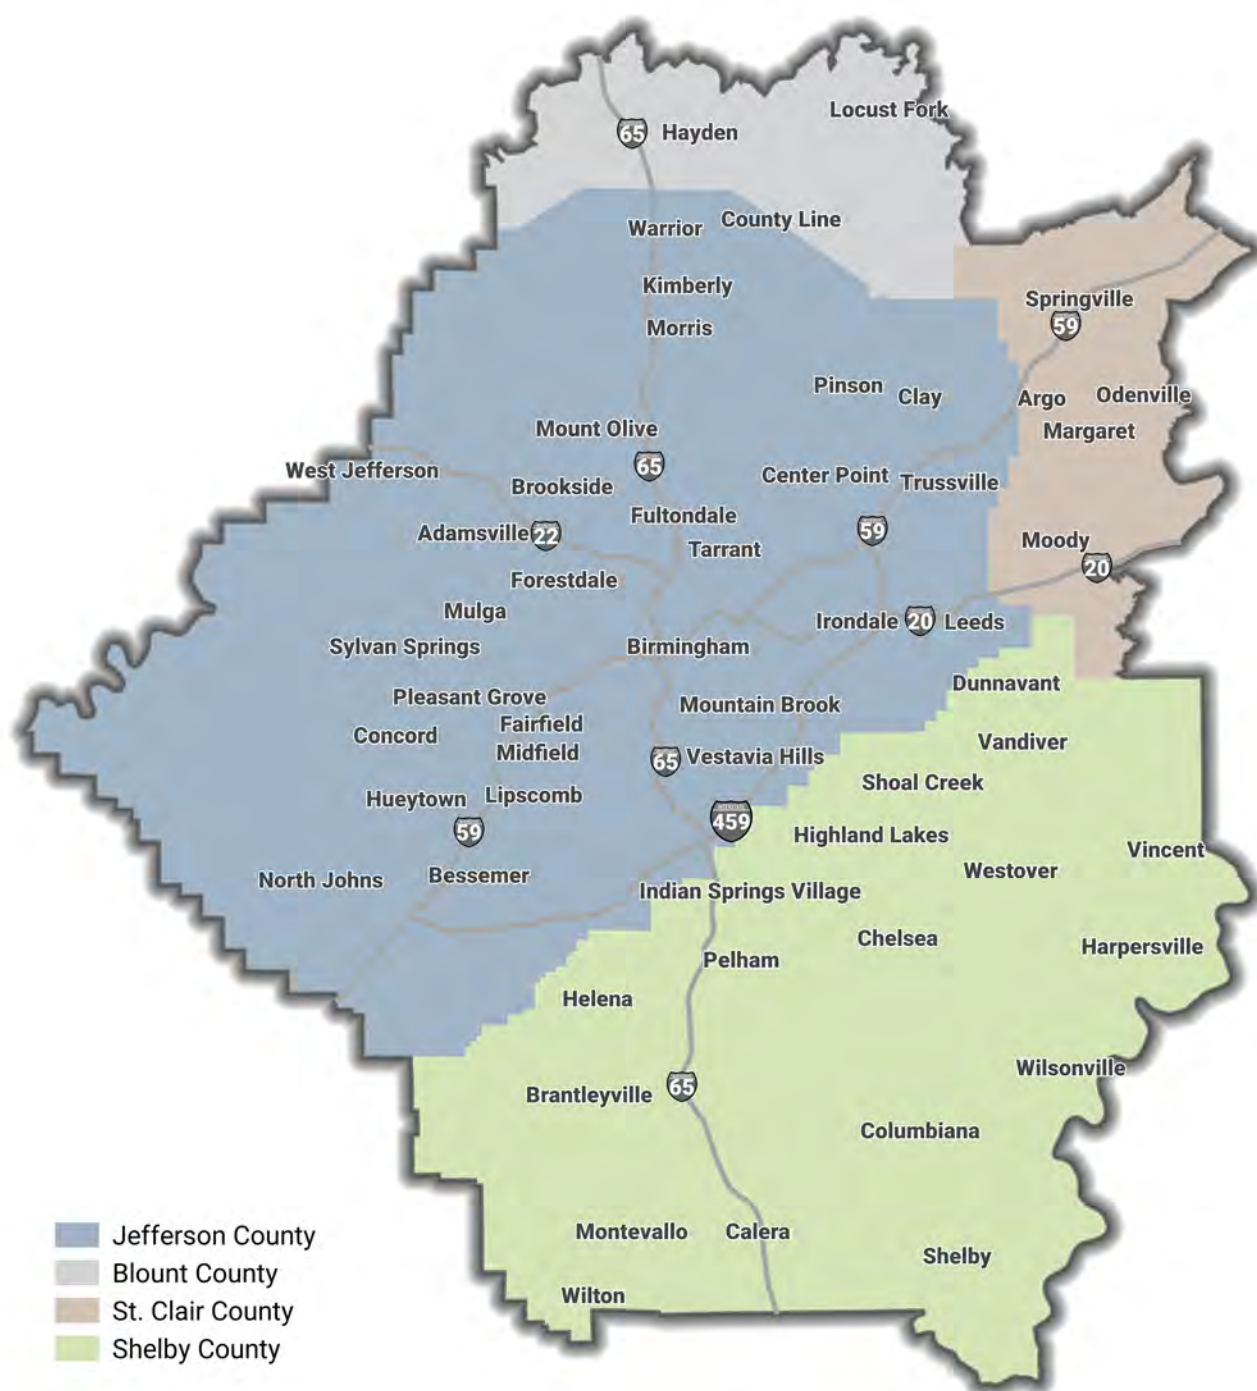 Locust Fork
65
Hayden
County Line
Warrior
Kimberly
Springville
59
Morris
Pinson
Clay
Argo
Odenville
Mount Olive
Margaret
West Jefferson
65
Center Point
Trussville
Brookside
Fultondale
Adamsville
22
59
Moody
Tarrant
20
Forestdale
Mulga
Irondale
20
Leeds
Sylvan Springs
Birmingham
Dunnavant
Pleasant Grove
Mountain Brook
Fairfield
Concord
Vandiver
Midfield
65
Vestavia Hills
Shoal Creek
Hueytown
Lipscomb
59
459
Highland Lakes
Vincent
North Johns
Bessemer
Westover
Indian Springs Village
Chelsea
Harpersville
Pelham
Helena
Wilsonville
65
Brantleyville
Columbiana
Montevallo
Calera
Shelby
Wilton
Jefferson County
Blount County
St. Clair County
Shelby County